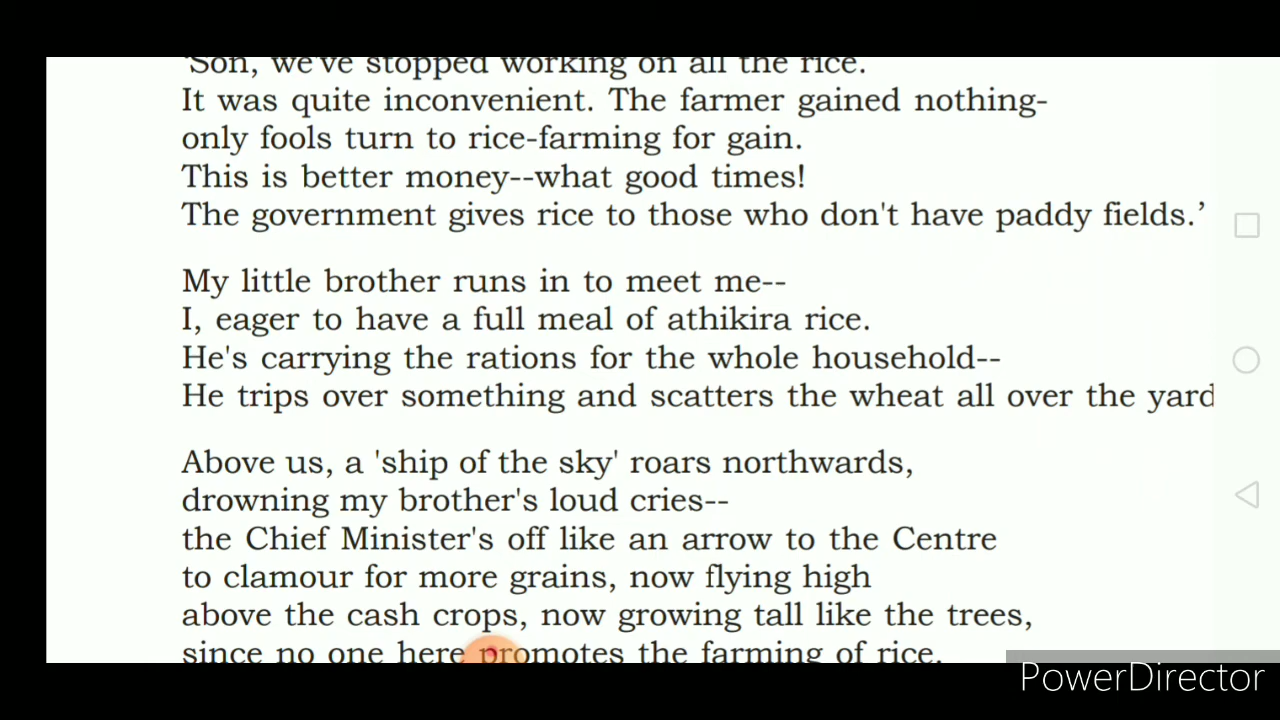 'Son, we've stopped working on all the rice.
It was quite inconvenient. The farmer gained nothing-
only fools turn to rice-farming for gain.
This is better money--what good times!
The government gives rice to those who don't have paddy fields.’
My little brother runs in to meet me--
I, eager to have a full meal of athikira rice.
He's carrying the rations for the whole household--
He trips over something and scatters the wheat all over the yard
Above us, a 'ship of the sky' roars northwards,
drowning my brother's loud cries--
the Chief Minister's off like an arrow to the Centre
to clamour for more grains, now flying high
above the cash crops, now growing tall like the trees,
since no one here promotes the farming of rice.
PowerDirector